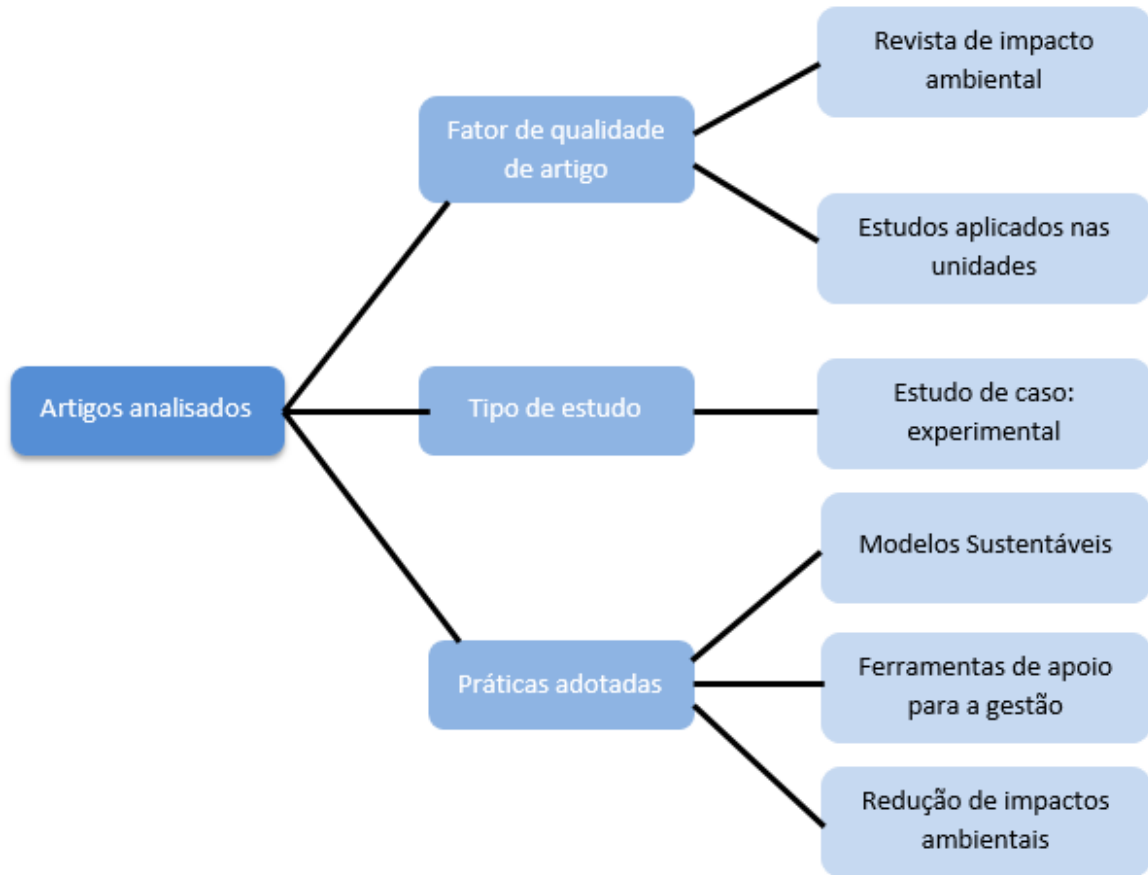 Revista de impacto
ambiental
Fator de qualidade
de artigo
Estudos aplicados nas
unidades
Artigos analisados
Tipo de estudo
Estudo de caso:
experimental
Modelos Sustentáveis
Práticas adotadas
Ferramentas de apoio
para a gestão
Redução de impactos
ambientais